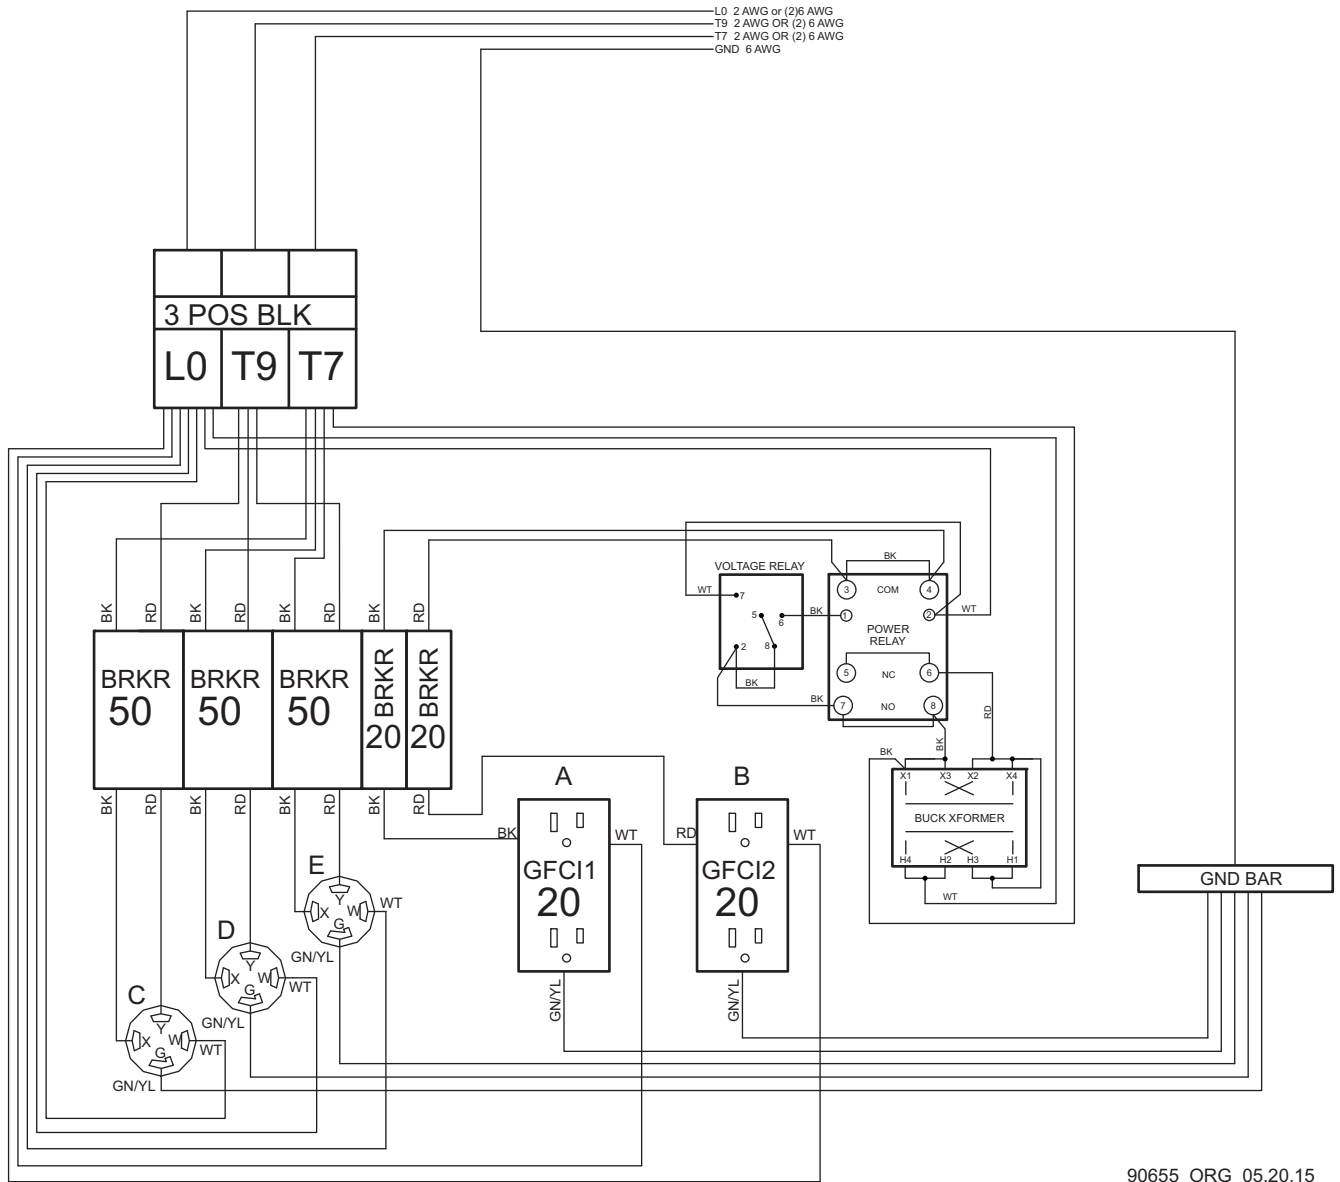 L0 2 AWG or (2)6 AWG
T9 2 AWG OR (2) 6 AWG
T7 2 AWG OR (2) 6 AWG
GND 6 AWG
3 POS BLK
L0 T9 T7
BK RD BK RD BK RD BK RD
BRKR 50
BRKR 50
BRKR 50
BRKR 20
BRKR 20
BK RD BK RD BK RD BK RD
VOLTAGE RELAY
WT
7
5
6
2
8
BK
BK
BK
BK
3 COM 4
1 2
WT
POWER
RELAY
5 NC 6
7 NO 8
RD
BK
BK
X1 X3 X2 X4
BUCK XFORMER
H4 H2 H3 H1
WT
A
BK
WT
GFCI1
20
GN/YL
B
RD
WT
GFCI2
20
GN/YL
GND BAR
E
Y
X W
G
WT
GN/YL
D
Y
X W
G
WT
GN/YL
C
Y
X W
G
WT
GN/YL
90655 ORG 05.20.15